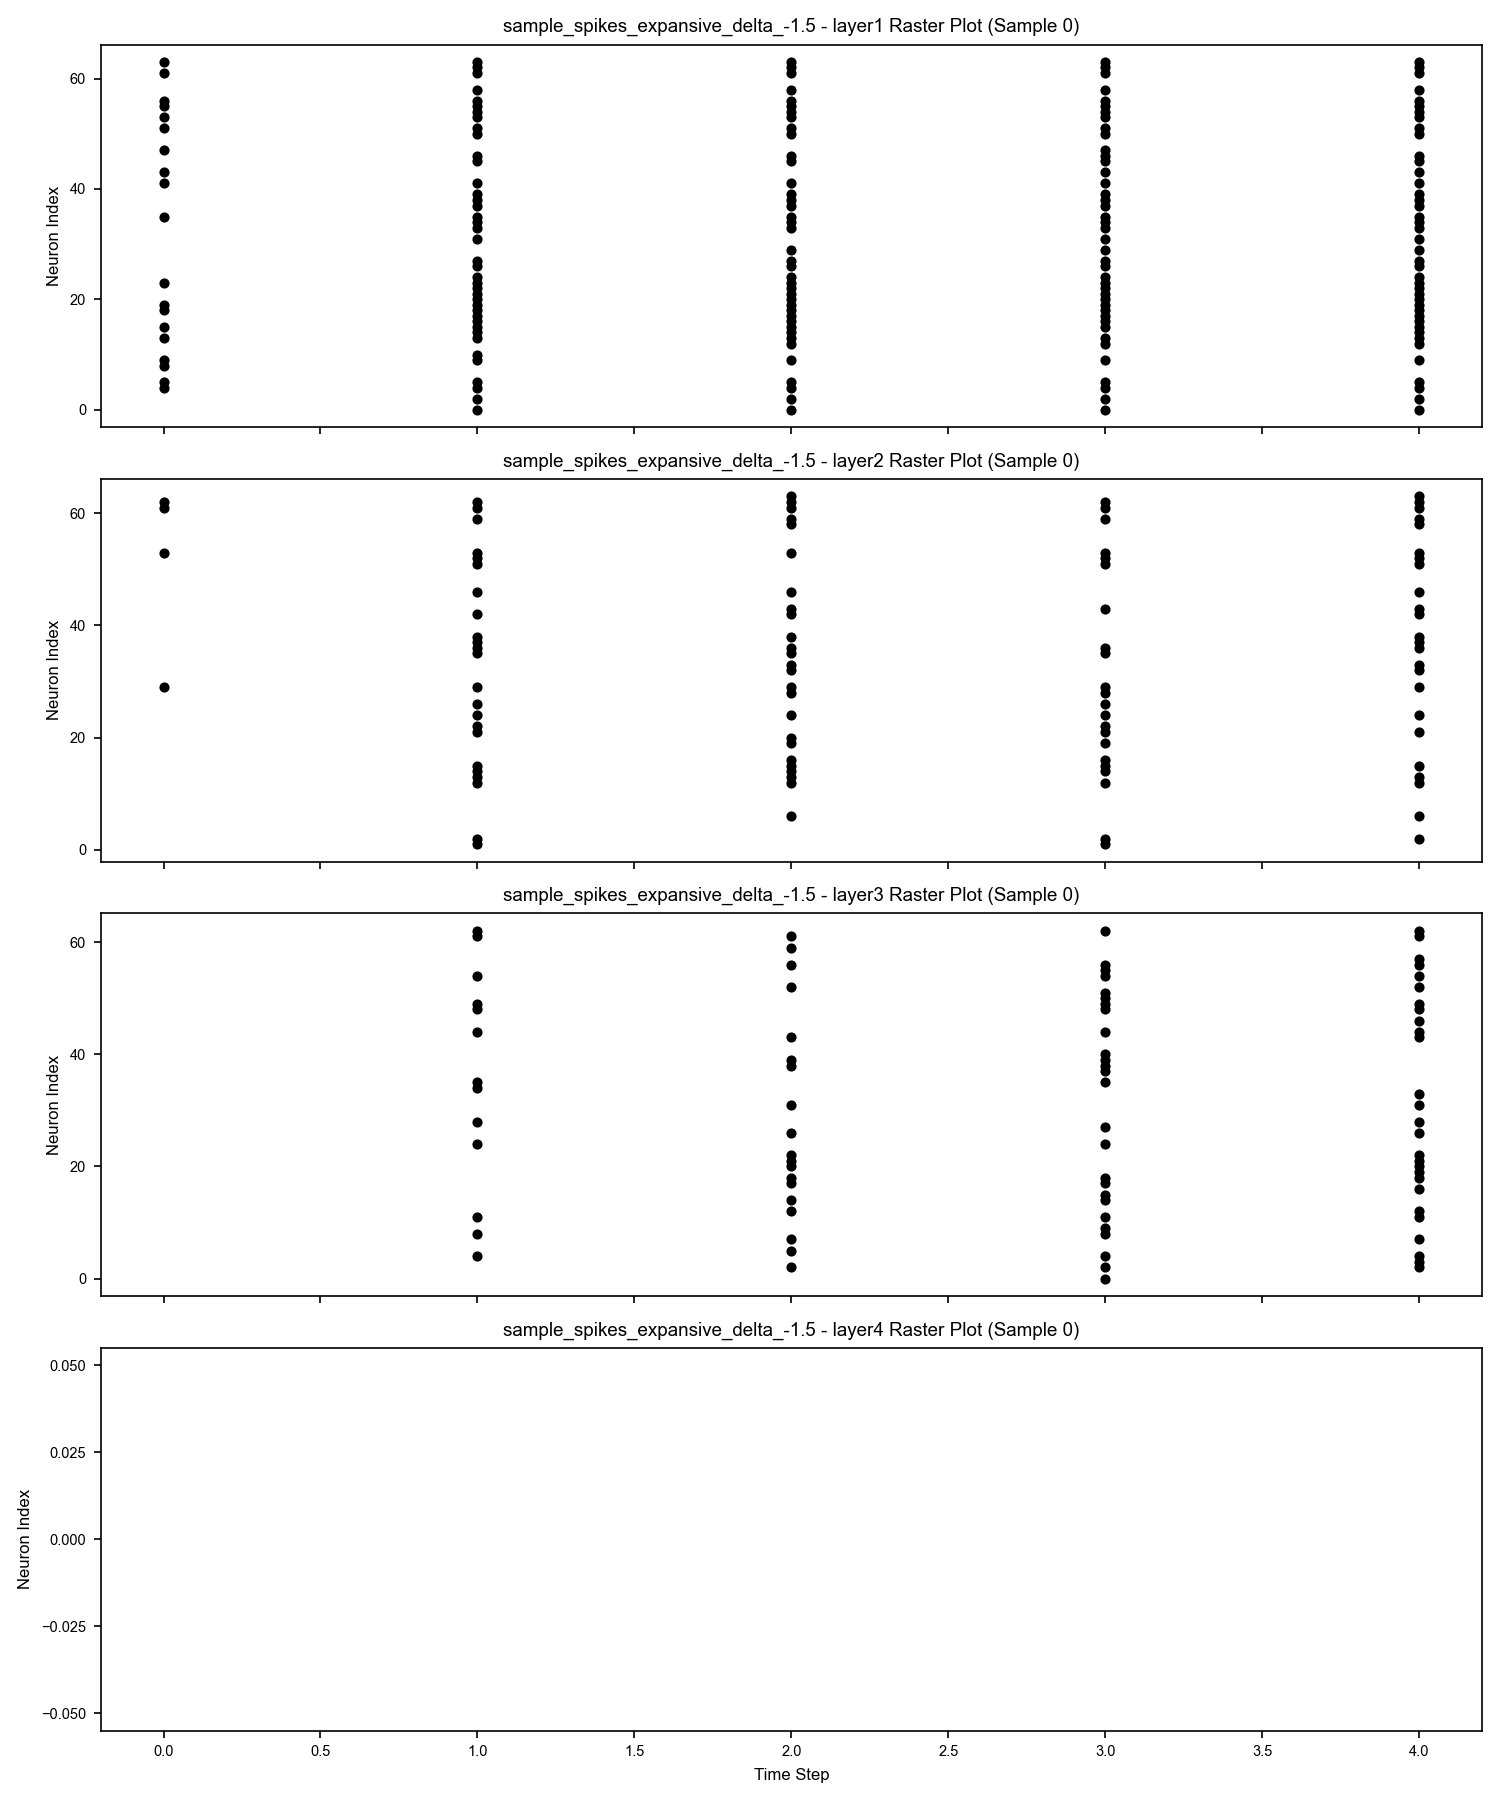 sample_spikes_expansive_delta_-1.5 - layer1 Raster Plot (Sample 0)
60
40
20
0
Neuron Index
sample_spikes_expansive_delta_-1.5 - layer2 Raster Plot (Sample 0)
60
40
20
0
Neuron Index
sample_spikes_expansive_delta_-1.5 - layer3 Raster Plot (Sample 0)
60
40
20
0
Neuron Index
sample_spikes_expansive_delta_-1.5 - layer4 Raster Plot (Sample 0)
0.050
0.025
0.000
−0.025
−0.050
Neuron Index
0.0 0.5 1.0 1.5 2.0 2.5 3.0 3.5 4.0
Time Step